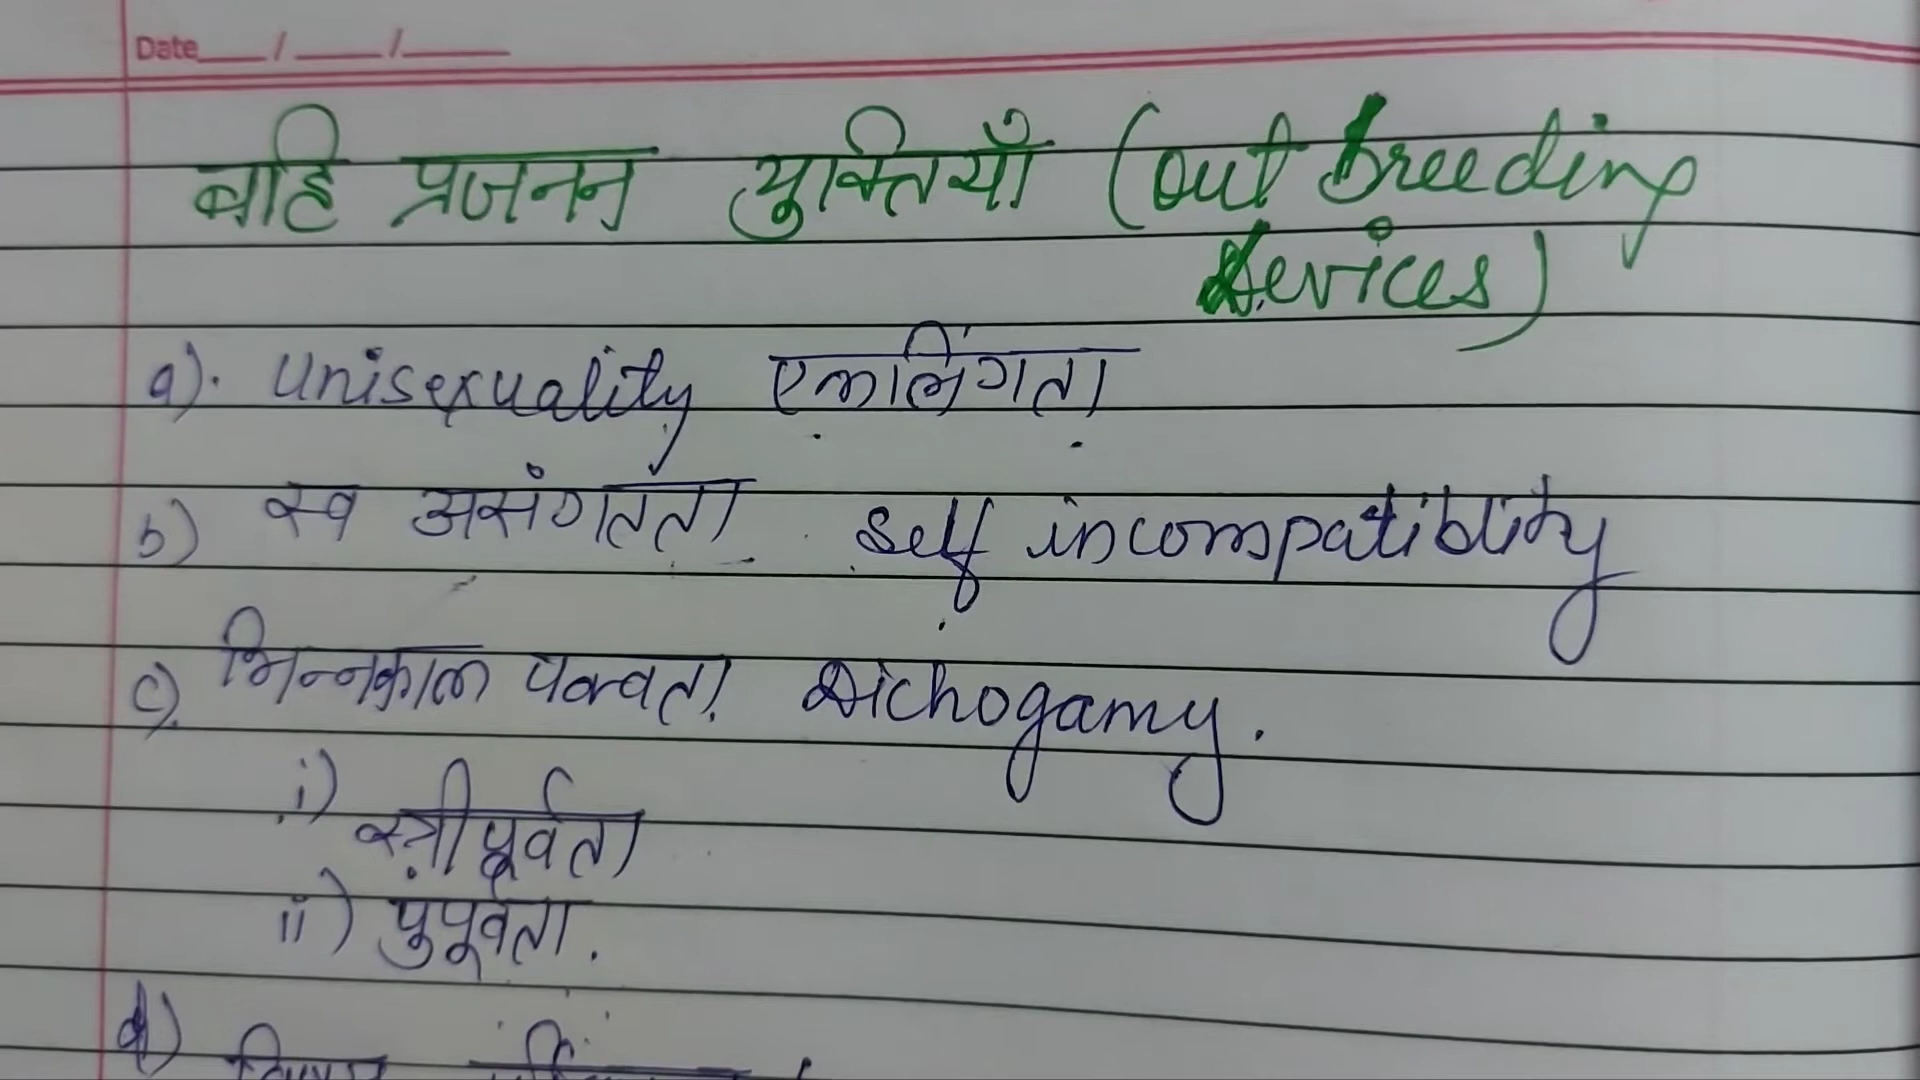 Date___/___/___
बाहि प्रजनन युक्तियाँ (out breeding
devices)
a). Unisexuality एकलिंगता
b) स्व असंगतता self incompatiblity
c). भिन्नकाल पक्वता Dichogamy.
i) स्त्रीपूर्वता
ii) पुंपूर्वता.
d)